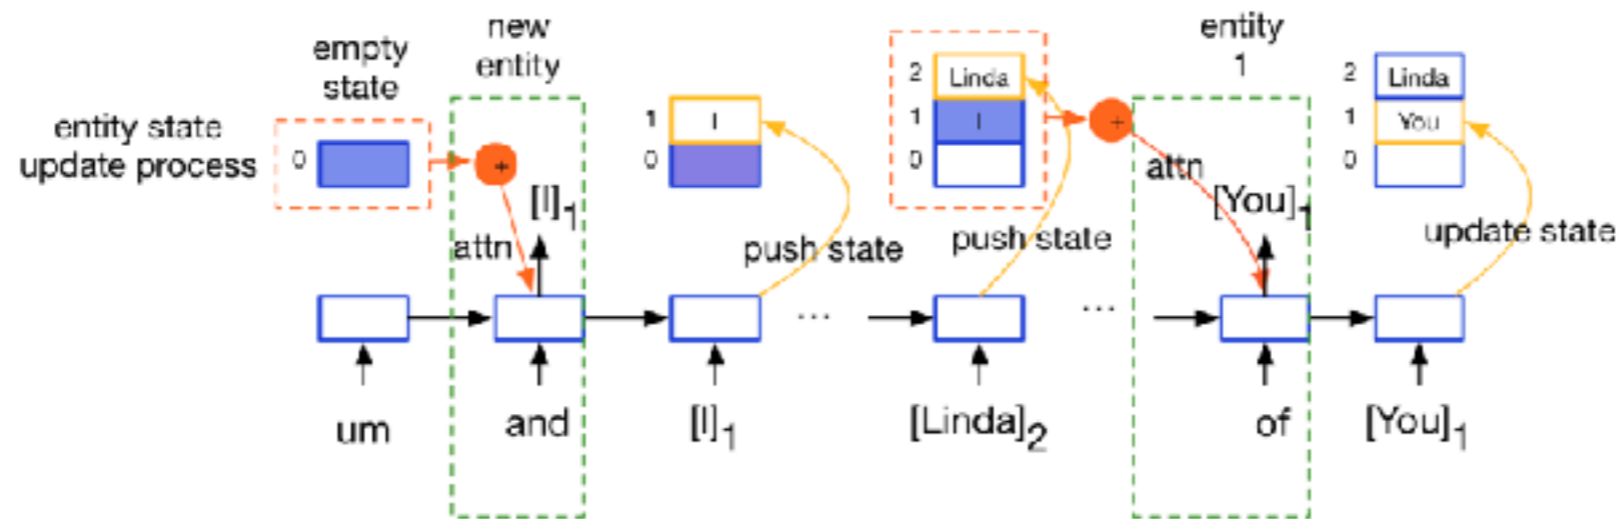 entity state
update process
empty
state
0
new
entity
+
attn
[I]1
1
I
0
push state
2
Linda
1
I
0
push state
+
attn
entity
1
[You]1
2
Linda
1
You
0
update state
...
...
um
and
[I]1
[Linda]2
of
[You]1